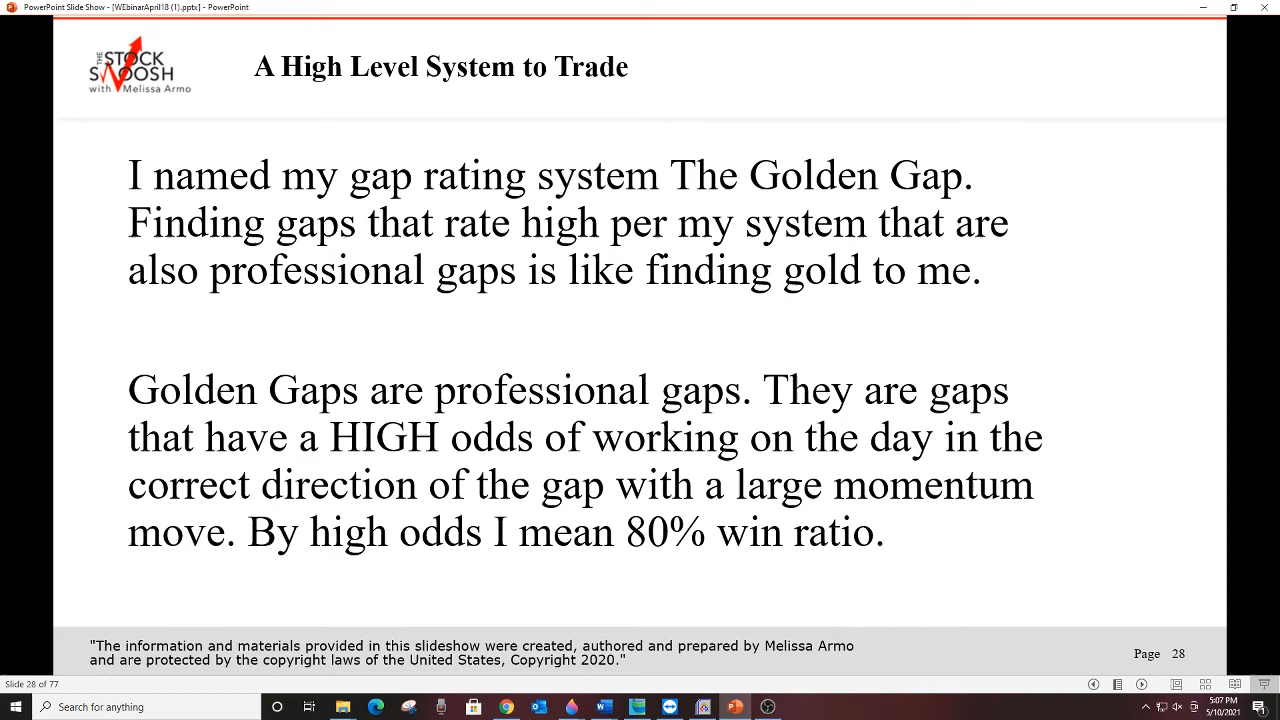 PowerPoint Slide Show - [WEbinarApril18 (1).pptx] - PowerPoint
THE
STOCK
SWOOSH
with Melissa Armo
A High Level System to Trade
I named my gap rating system The Golden Gap.
Finding gaps that rate high per my system that are
also professional gaps is like finding gold to me.
Golden Gaps are professional gaps. They are gaps
that have a HIGH odds of working on the day in the
correct direction of the gap with a large momentum
move. By high odds I mean 80% win ratio.
"The information and materials provided in this slideshow were created, authored and prepared by Melissa Armo
and are protected by the copyright laws of the United States, Copyright 2020."
Page 28
Slide 28 of 77
Search for anything
5:07 PM
5/10/2021